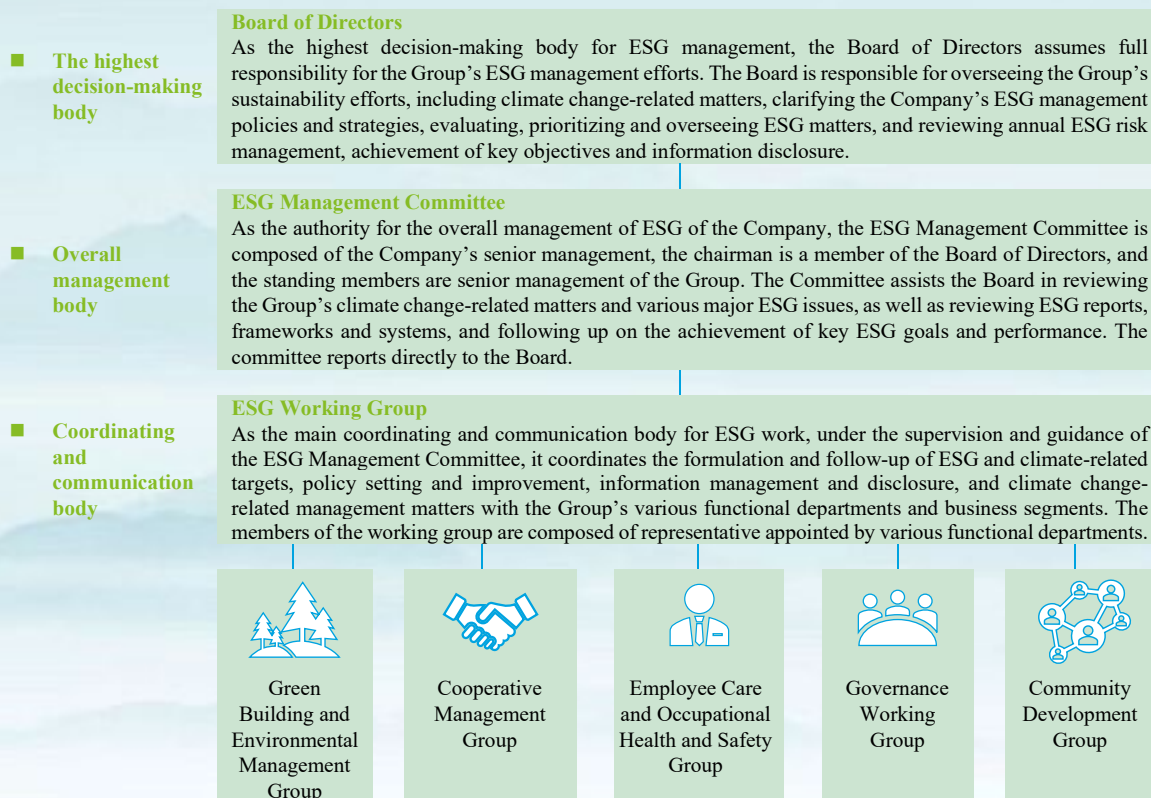 The highest
decision-making
body
Board of Directors
As the highest decision-making body for ESG management, the Board of Directors assumes full
responsibility for the Group’s ESG management efforts. The Board is responsible for overseeing the Group’s
sustainability efforts, including climate change-related matters, clarifying the Company’s ESG management
policies and strategies, evaluating, prioritizing and overseeing ESG matters, and reviewing annual ESG risk
management, achievement of key objectives and information disclosure.
Overall
management
body
ESG Management Committee
As the authority for the overall management of ESG of the Company, the ESG Management Committee is
composed of the Company’s senior management, the chairman is a member of the Board of Directors, and
the standing members are senior management of the Group. The Committee assists the Board in reviewing
the Group’s climate change-related matters and various major ESG issues, as well as reviewing ESG reports,
frameworks and systems, and following up on the achievement of key ESG goals and performance. The
committee reports directly to the Board.
Coordinating
and
communication
body
ESG Working Group
As the main coordinating and communication body for ESG work, under the supervision and guidance of
the ESG Management Committee, it coordinates the formulation and follow-up of ESG and climate-related
targets, policy setting and improvement, information management and disclosure, and climate change-
related management matters with the Group’s various functional departments and business segments. The
members of the working group are composed of representative appointed by various functional departments.
Green
Building and
Environmental
Management
Group
Cooperative
Management
Group
Employee Care
and Occupational
Health and Safety
Group
Governance
Working
Group
Community
Development
Group